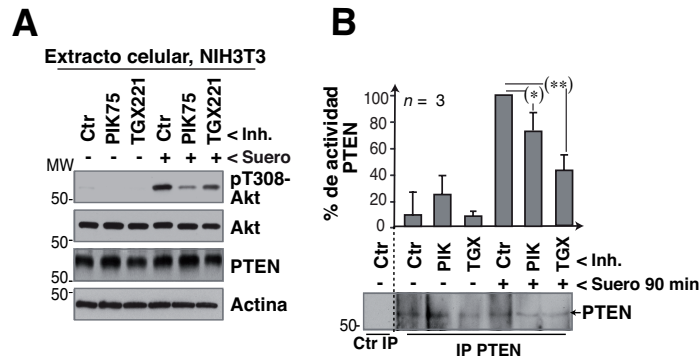 A
Extracto celular, NIH3T3
Ctr
PIK75
TGX221
Ctr
PIK75
TGX221
< Inh.
- - - + + + < Suero
MW
pT308-
Akt
50-
Akt
50-
PTEN
50-
50-
Actina
B
% de actividad
PTEN
100
80
60
40
20
0
n = 3
(*)
(**)
Ctr
Ctr
PIK
TGX
Ctr
PIK
TGX
< Inh.
- - - - + + + < Suero 90 min
PTEN
50-
Ctr IP
IP PTEN